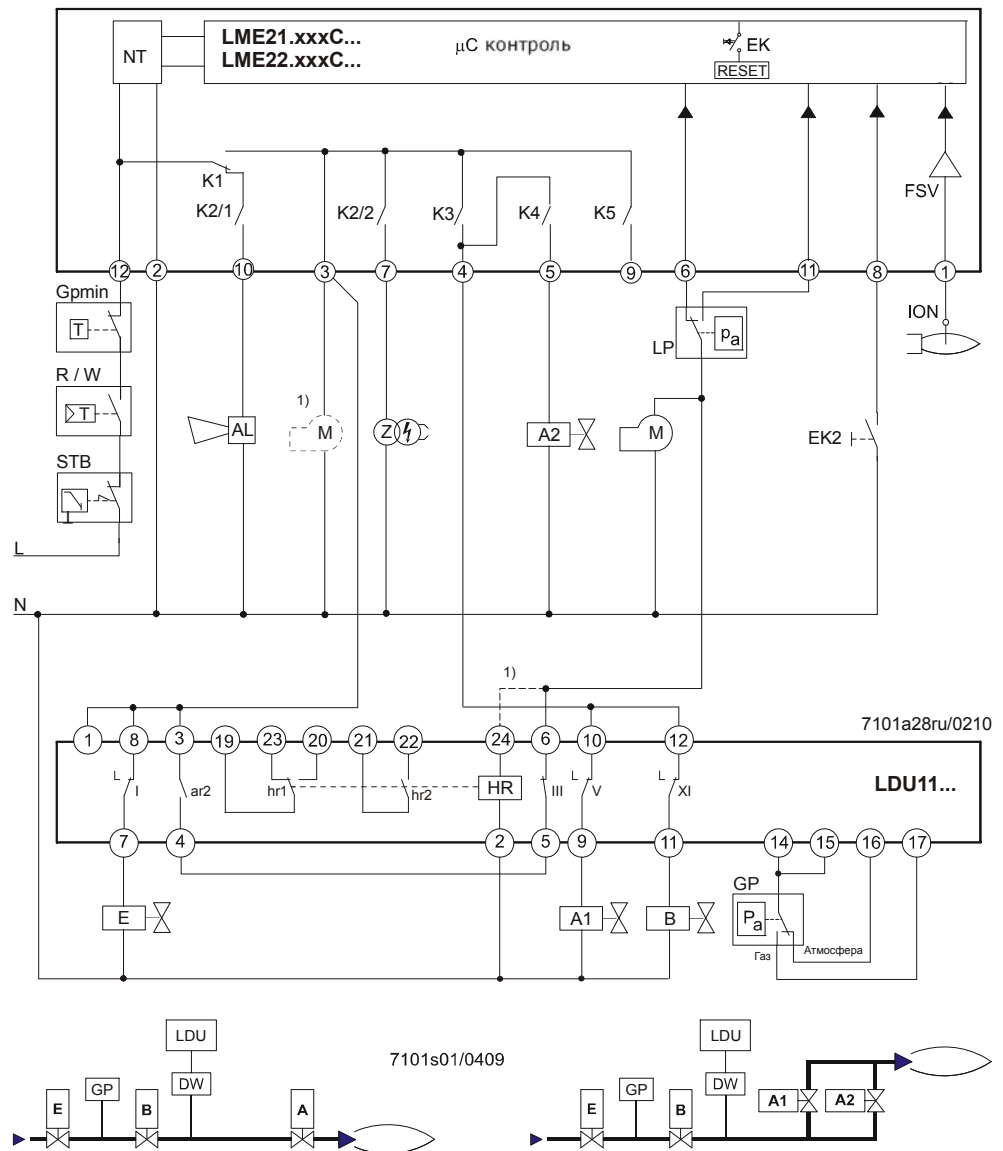 LME21.xxxC...
LME22.xxxC...
µC контроль
NT
EK
RESET
FSV
K1
K2/1
K2/2
K3
K4
K5
12
2
10
3
7
4
5
9
6
11
8
1
Gpmin
T
R / W
T
STB
L
N
AL
1)
M
Z
A2
LP
pa
M
EK2
ION
1)
7101a28ru/0210
1
8
3
19
23
20
21
22
24
6
10
12
I
ar2
hr1
hr2
HR
III
V
XI
LDU11...
7
4
2
5
9
11
14
15
16
17
E
A1
B
GP
Pa
Газ
Атмосфера
7101s01/0409
LDU
DW
E
GP
B
A
LDU
DW
E
GP
B
A1
A2